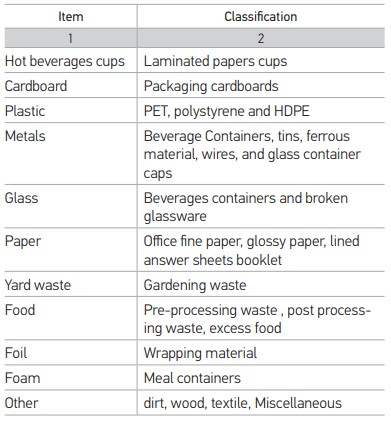 Item Classification
1 2
Hot beverages cups Laminated papers cups
Cardboard Packaging cardboards
Plastic PET, polystyrene and HDPE
Metals Beverage Containers, tins, ferrous
material, wires, and glass container
caps
Glass Beverages containers and broken
glassware
Paper Office fine paper, glossy paper, lined
answer sheets booklet
Yard waste Gardening waste
Food Pre-processing waste , post process-
ing waste, excess food
Foil Wrapping material
Foam Meal containers
Other dirt, wood, textile, Miscellaneous